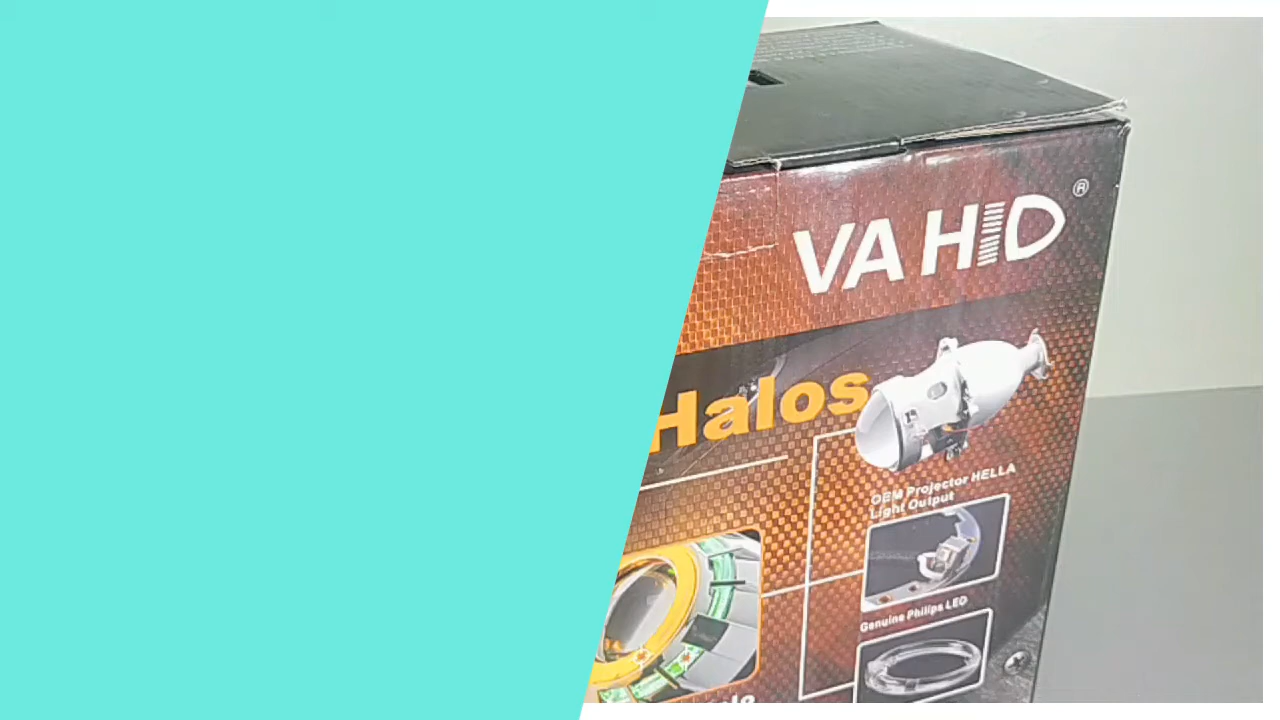 VA HID ®
Halos
OEM Projector HELLA
Light Output
Genuine Philips LED